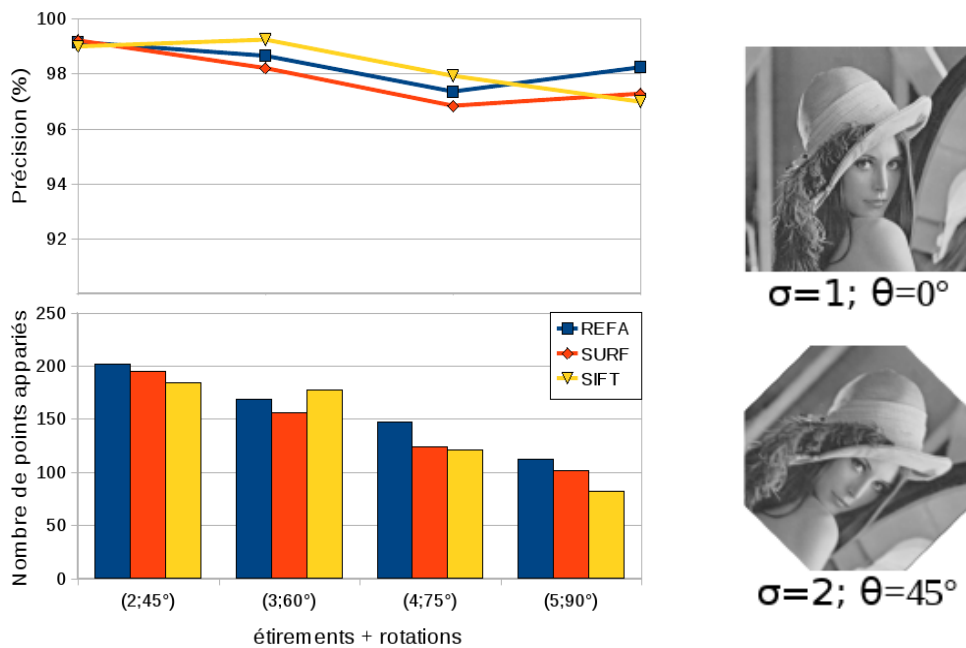 Précision (%)
100
98
96
94
92
Nombre de points appariés
250
200
150
100
50
0
REFA
SURF
SIFT
(2;45°)
(3;60°)
(4;75°)
(5;90°)
étirements + rotations
σ=1; θ=0°
σ=2; θ=45°